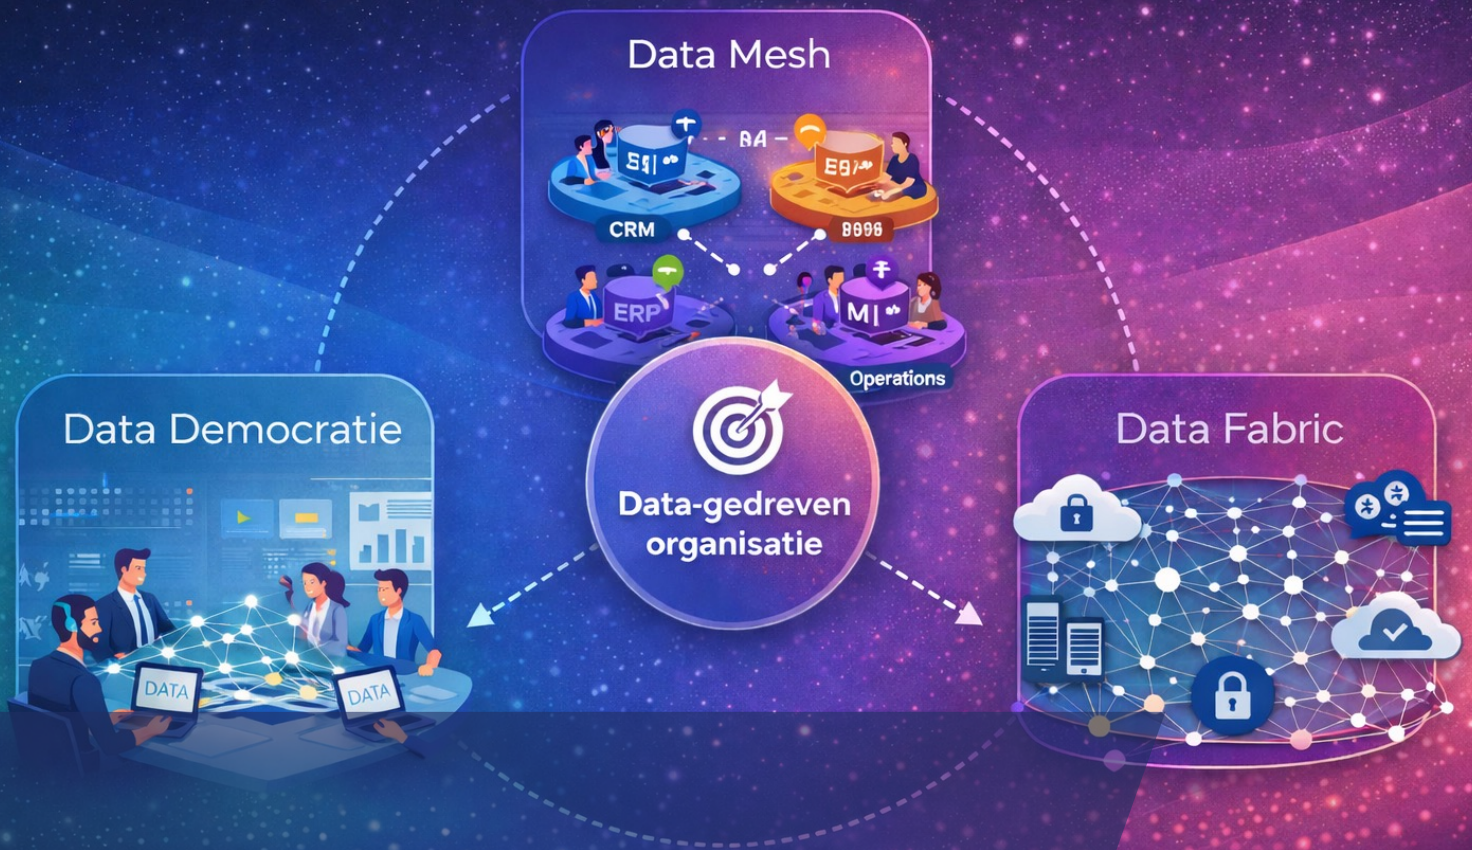 Data Mesh
CRM
ERP
Operations
Data Democratie
DATA
DATA
Data-gedreven
organisatie
Data Fabric